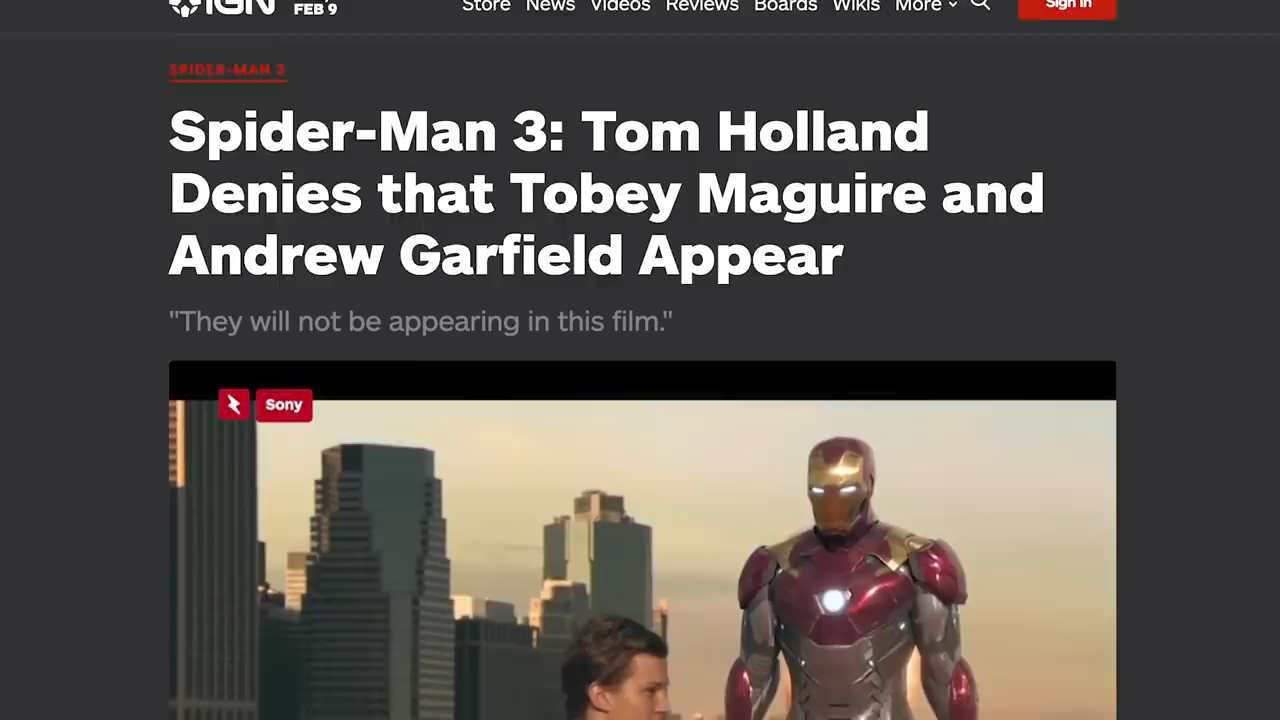 IGN FEB 9 Store News Videos Reviews Boards Wikis More Sign In
SPIDER-MAN 3
Spider-Man 3: Tom Holland
Denies that Tobey Maguire and
Andrew Garfield Appear
"They will not be appearing in this film."
Sony